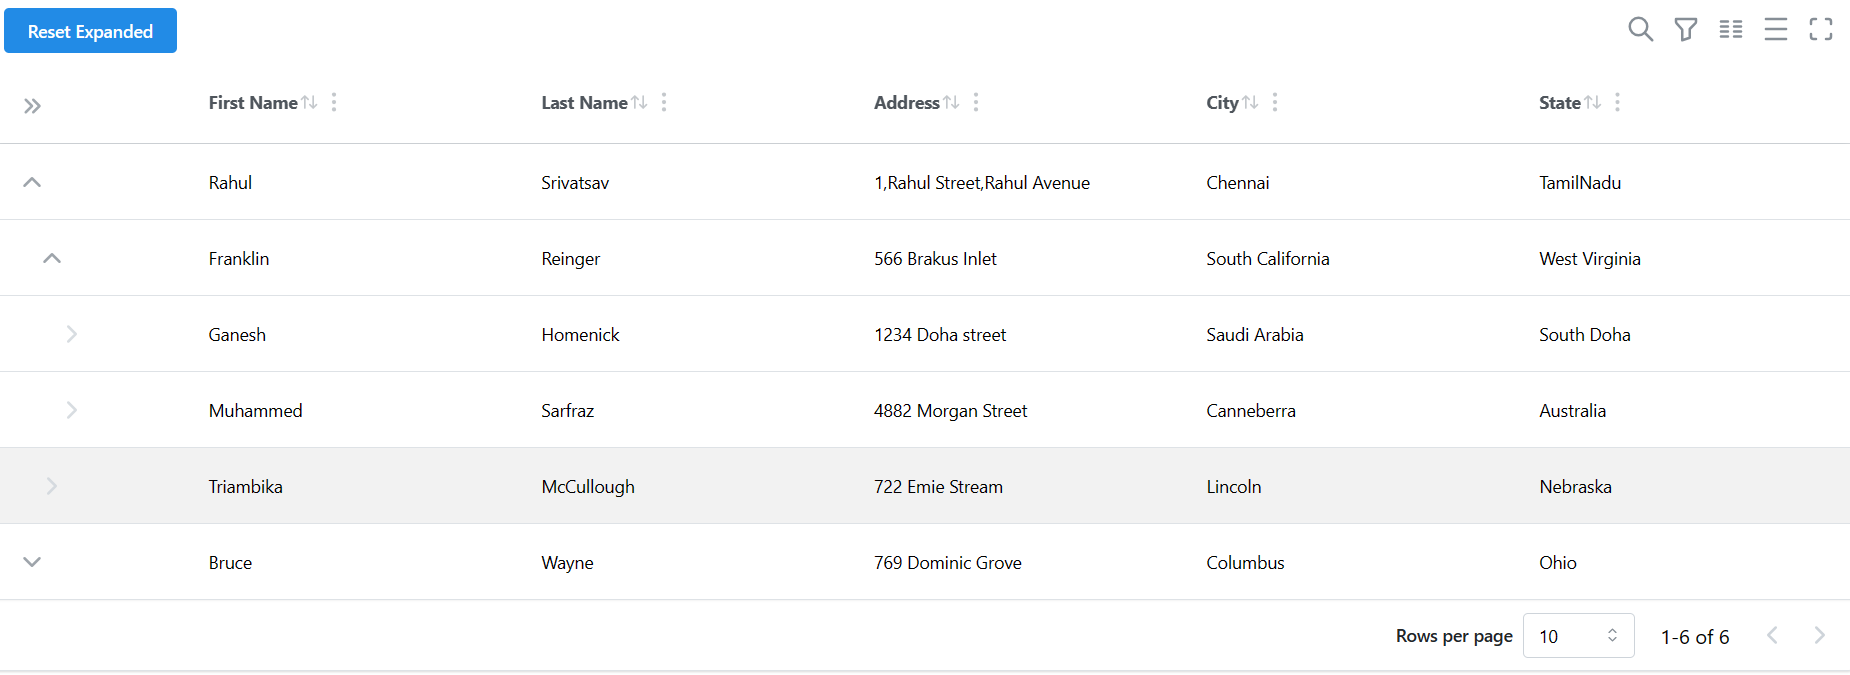 Reset Expanded
First Name Last Name Address City State
Rahul Srivatsav 1,Rahul Street,Rahul Avenue Chennai TamilNadu
Franklin Reinger 566 Brakus Inlet South California West Virginia
Ganesh Homenick 1234 Doha street Saudi Arabia South Doha
Muhammed Sarfraz 4882 Morgan Street Canneberra Australia
Triambika McCullough 722 Emie Stream Lincoln Nebraska
Bruce Wayne 769 Dominic Grove Columbus Ohio
Rows per page 10 1-6 of 6